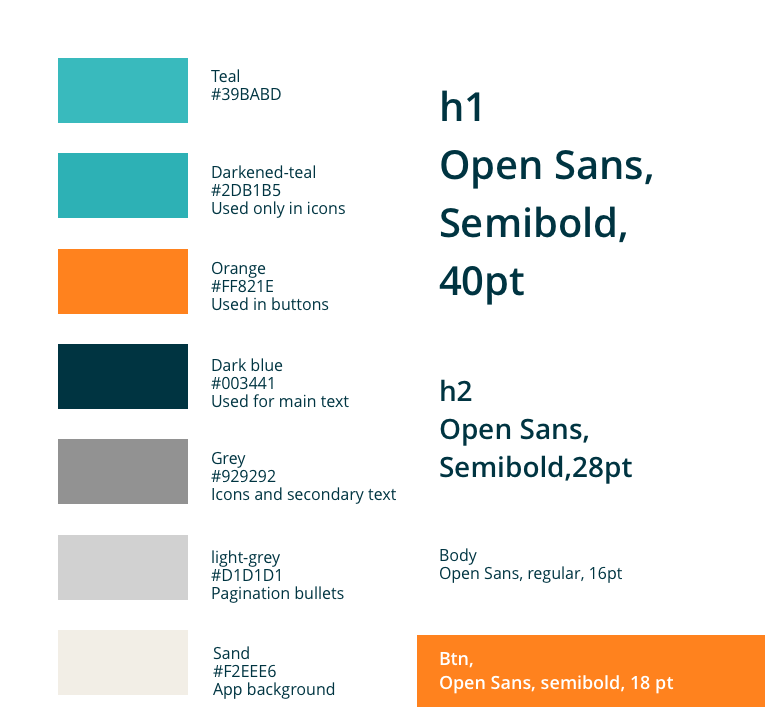 Teal
#39BABD
Darkened-teal
#2DB1B5
Used only in icons
Orange
#FF821E
Used in buttons
Dark blue
#003441
Used for main text
Grey
#929292
Icons and secondary text
light-grey
#D1D1D1
Pagination bullets
Sand
#F2EEE6
App background
h1
Open Sans,
Semibold,
40pt
h2
Open Sans,
Semibold,28pt
Body
Open Sans, regular, 16pt
Btn,
Open Sans, semibold, 18 pt